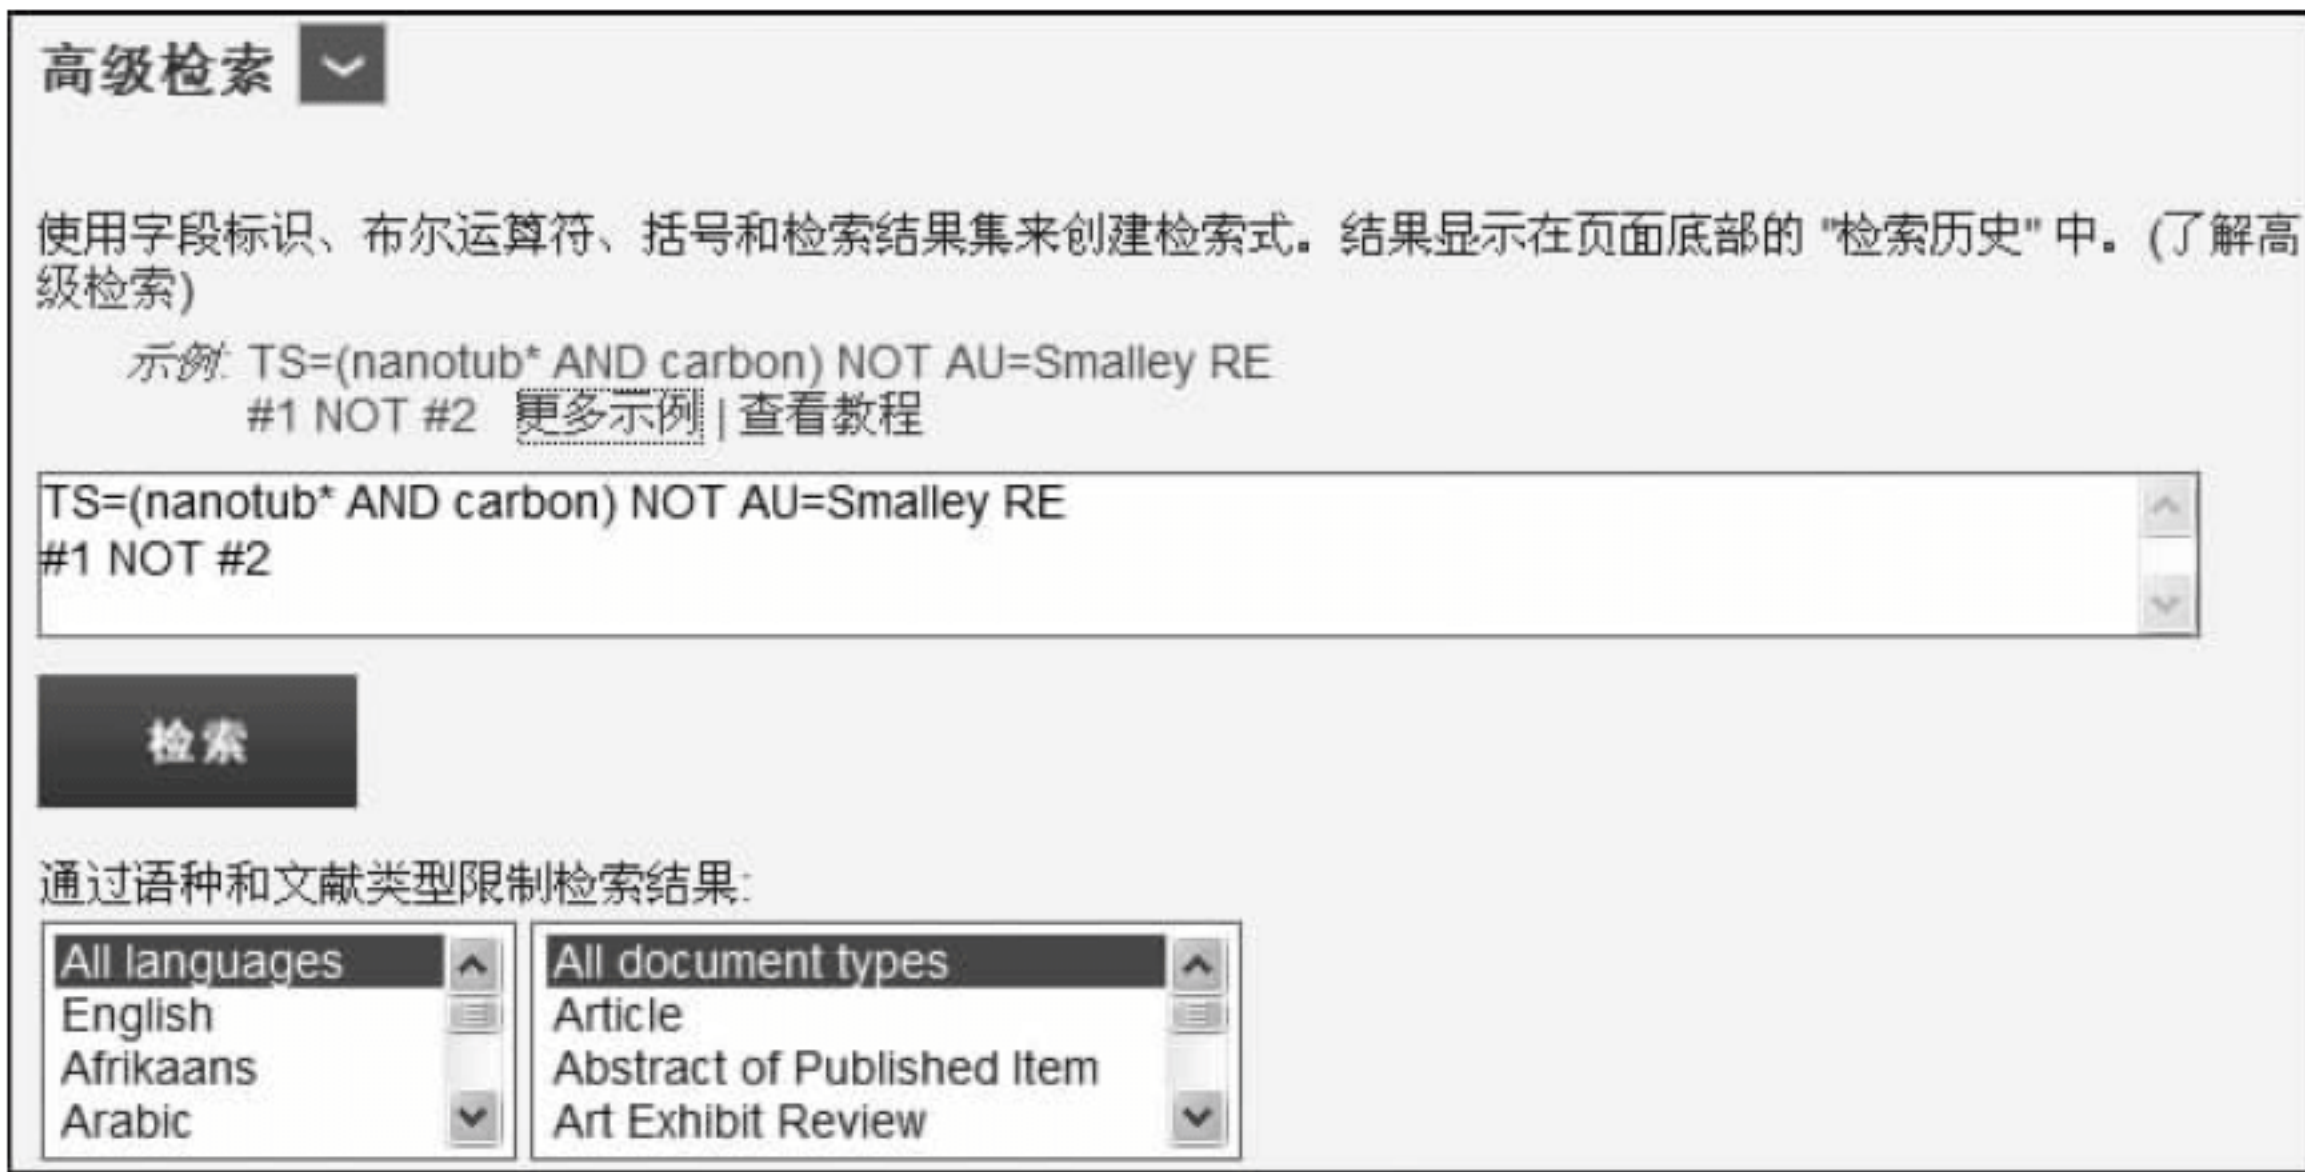 高级检索
使用字段标识、布尔运算符、括号和检索结果集来创建检索式。结果显示在页面底部的 "检索历史" 中。(了解高
级检索)
示例: TS=(nanotub* AND carbon) NOT AU=Smalley RE
#1 NOT #2 更多示例 | 查看教程
TS=(nanotub* AND carbon) NOT AU=Smalley RE
#1 NOT #2
检索
通过语种和文献类型限制检索结果:
All languages All document types
English Article
Afrikaans Abstract of Published Item
Arabic Art Exhibit Review